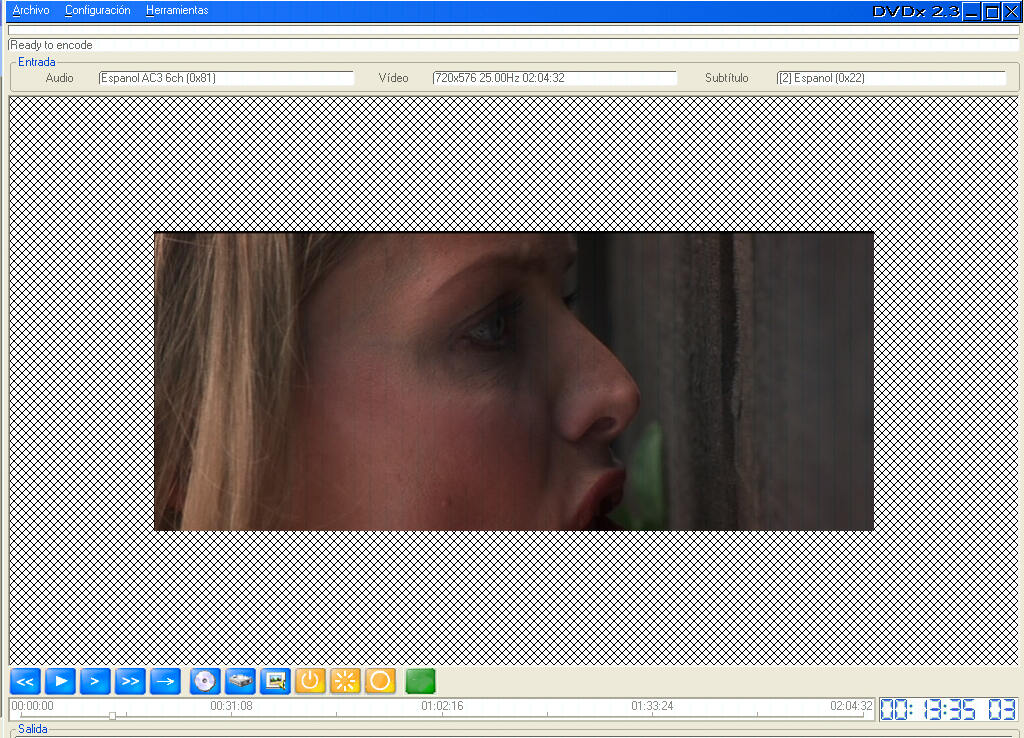 Archivo Configuración Herramientas DVDx 2.3
Ready to encode
Entrada
Audio Espanol AC3 6ch (0x81) Vídeo 720x576 25.00Hz 02:04:32 Subtítulo [2] Espanol (0x22)
<< > >>
00:00:00 00:31:08 01:02:16 01:33:24 02:04:32 00:13:35 03
Salida